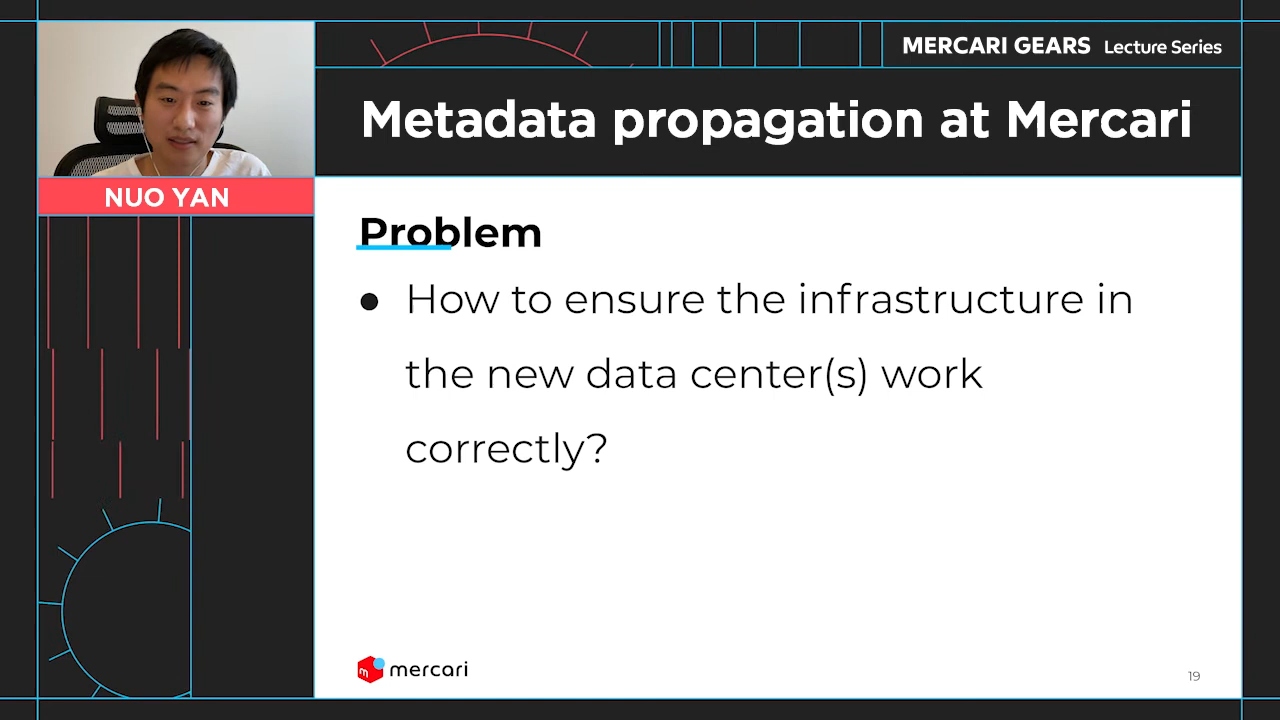 MERCARI GEARS Lecture Series
Metadata propagation at Mercari
NUO YAN
Problem
● How to ensure the infrastructure in
the new data center(s) work
correctly?
m mercari
19